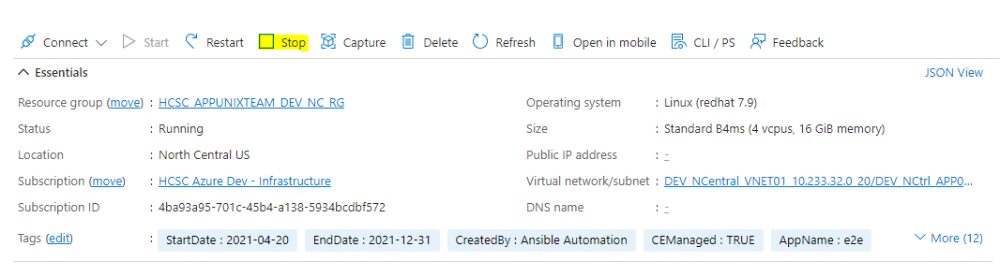 Connect Start Restart Stop Capture Delete Refresh Open in mobile CLI / PS Feedback
Essentials JSON View
Resource group (move) : HCSC_APPUNIXTEAM_DEV_NC_RG Operating system : Linux (redhat 7.9)
Status : Running Size : Standard B4ms (4 vcpus, 16 GiB memory)
Location : North Central US Public IP address : -
Subscription (move) : HCSC Azure Dev - Infrastructure Virtual network/subnet : DEV_NCentral_VNET01_10.233.32.0_20/DEV_NCtrl_APP0...
Subscription ID : 4ba93a95-701c-45b4-a138-5934bcdbf572 DNS name : -
Tags (edit) : StartDate : 2021-04-20 EndDate : 2021-12-31 CreatedBy : Ansible Automation CEManaged : TRUE AppName : e2e More (12)